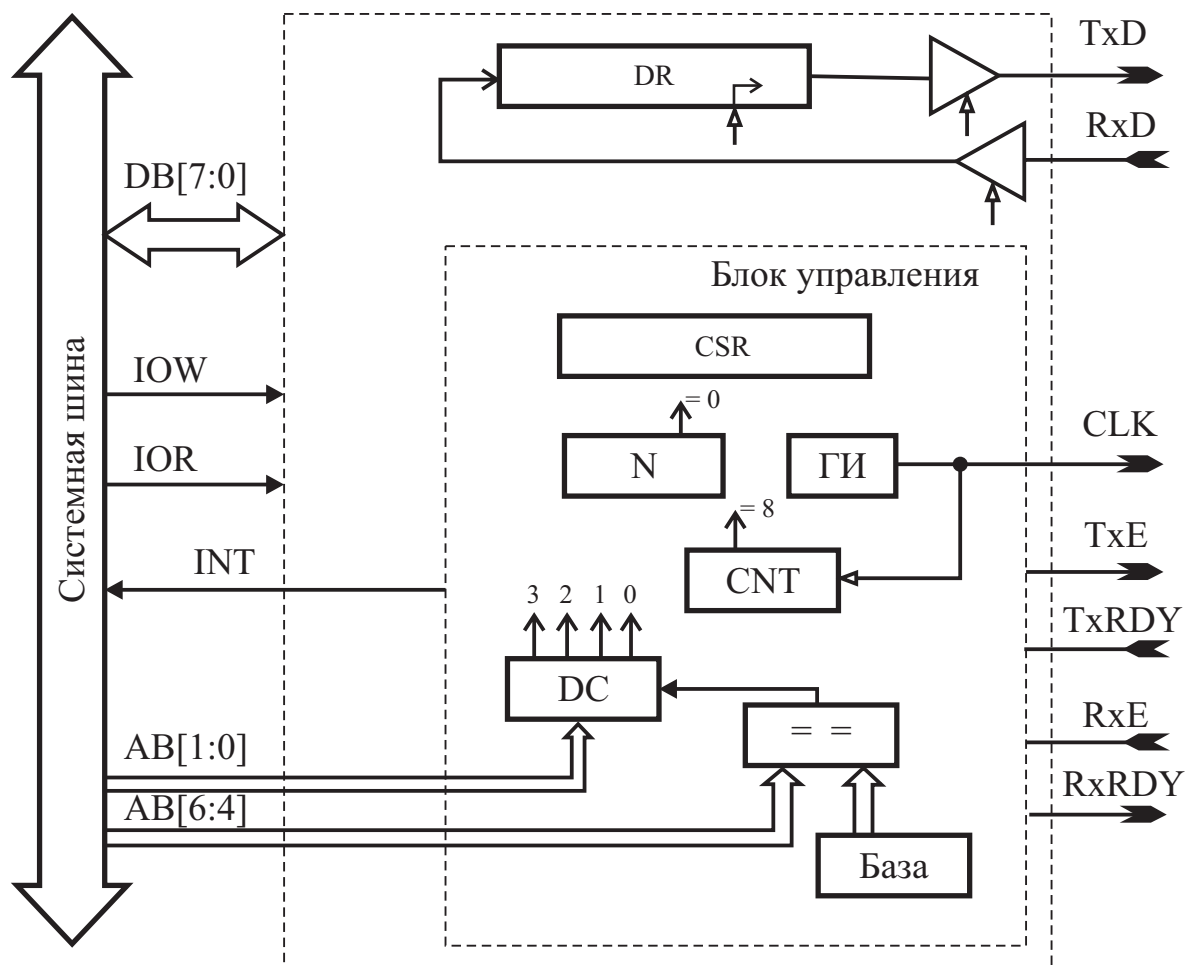 TxD
DR
RxD
DB[7:0]
Блок управления
CSR
IOW
= 0
CLK
IOR
N
ГИ
Системная шина
= 8
TxE
INT
CNT
3 2 1 0
TxRDY
DC
RxE
= =
AB[1:0]
RxRDY
AB[6:4]
База